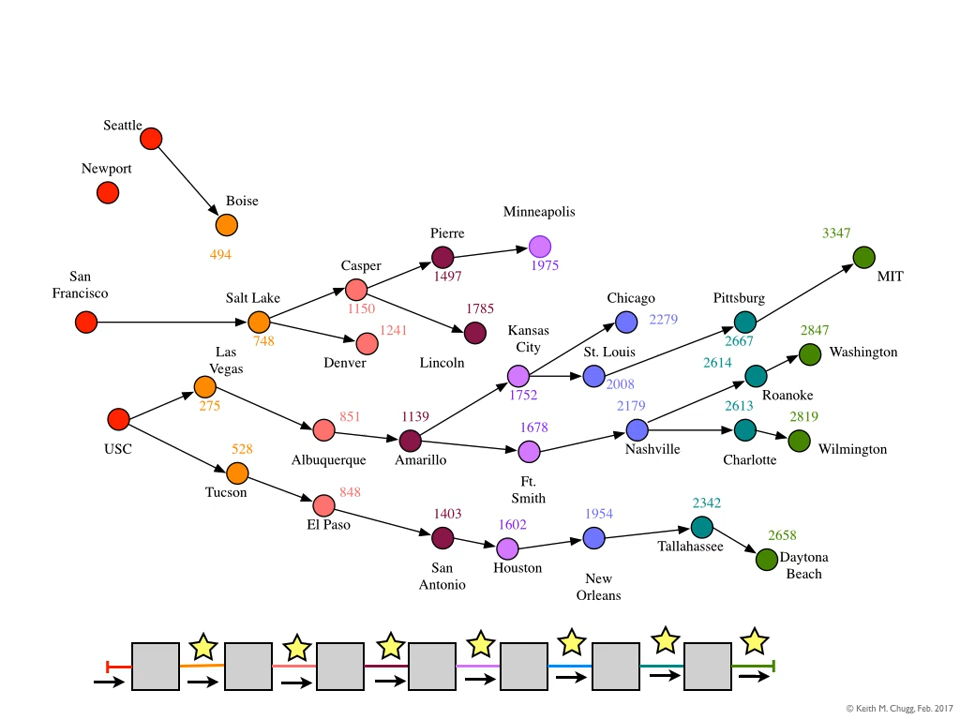 Seattle
Newport
Boise
494
Minneapolis
1975
Pierre
1497
3347
MIT
San
Francisco
Casper
1150
Salt Lake
748
1241
Denver
1785
Lincoln
Chicago
2279
Pittsburg
2667
Kansas
City
1752
St. Louis
2008
2847
Washington
2614
Roanoke
Las
Vegas
275
USC
851
Albuquerque
1139
Amarillo
1678
Ft.
Smith
2179
Nashville
2613
Charlotte
2819
Wilmington
528
Tucson
848
El Paso
1403
San
Antonio
1602
Houston
1954
New
Orleans
2342
Tallahassee
2658
Daytona
Beach
© Keith M. Chugg, Feb. 2017